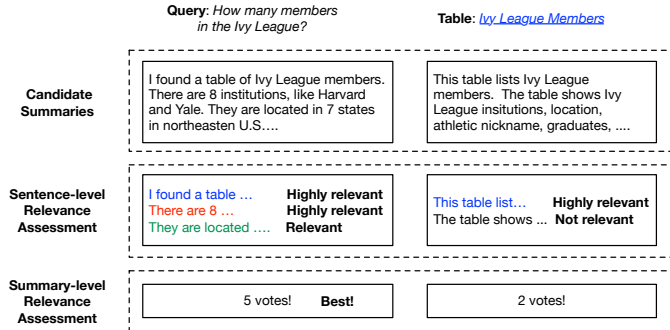 Query: How many members
in the Ivy League?
Table: Ivy League Members
Candidate
Summaries
I found a table of Ivy League members.
There are 8 institutions, like Harvard
and Yale. They are located in 7 states
in northeasten U.S....
This table lists Ivy League
members. The table shows Ivy
League insitutions, location,
athletic nickname, graduates, ....
Sentence-level
Relevance
Assessment
I found a table ... Highly relevant
There are 8 ... Highly relevant
They are located .... Relevant
This table list... Highly relevant
The table shows ... Not relevant
Summary-level
Relevance
Assessment
5 votes! Best!
2 votes!